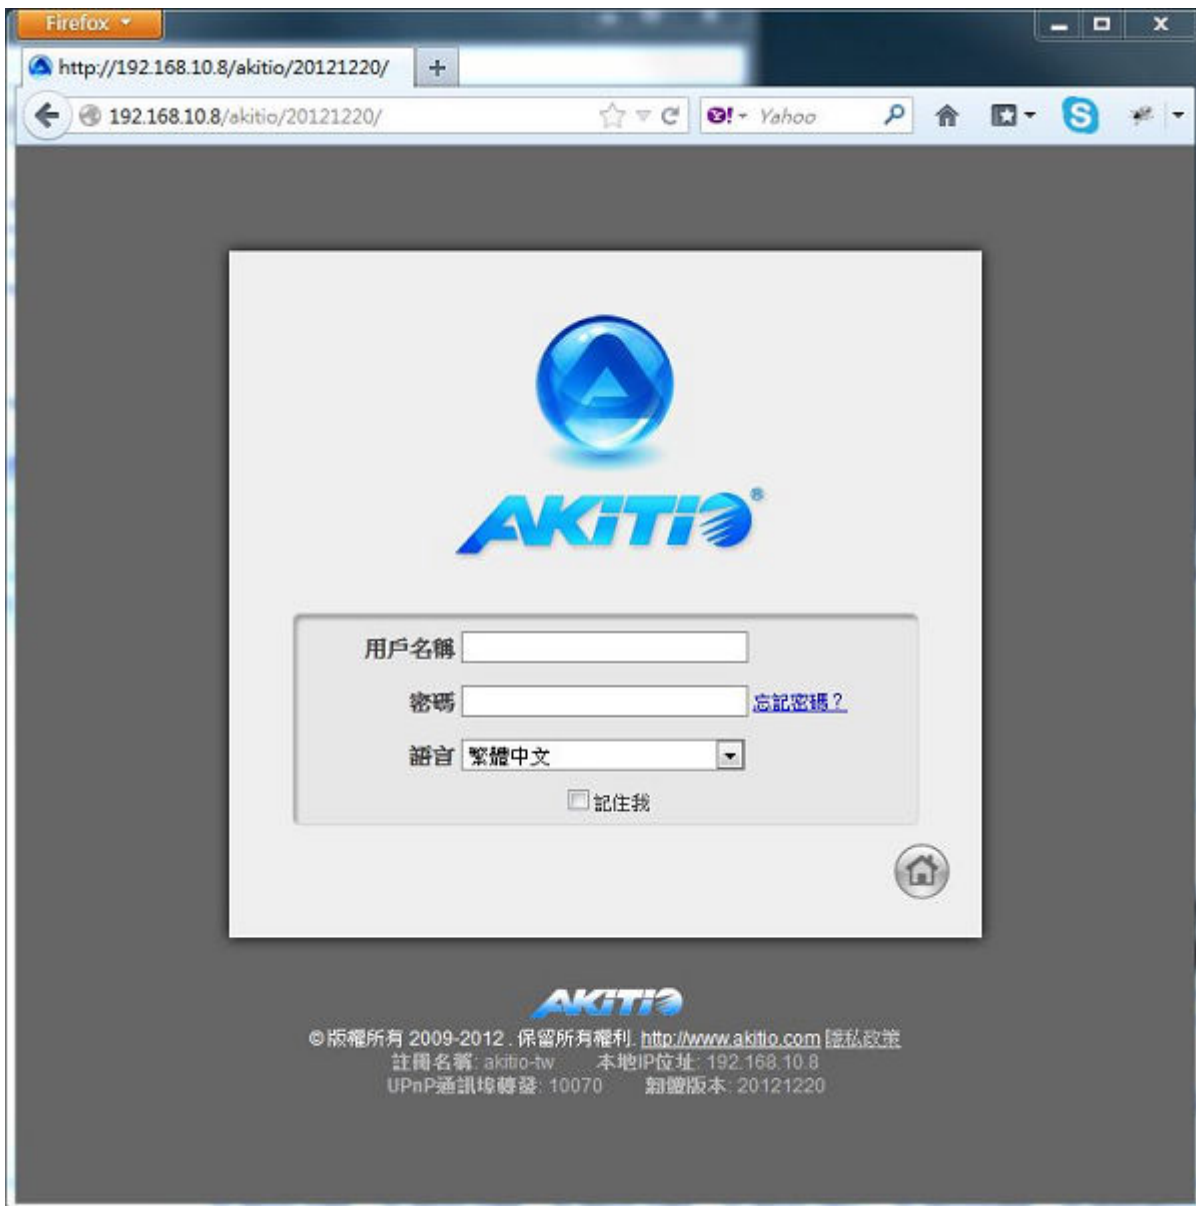 Firefox
http://192.168.10.8/akitio/20121220/
192.168.10.8/akitio/20121220/
Yahoo
AKiTiO®
用戶名稱
密碼 忘記密碼？
語言 繁體中文
記住我
AKiTiO
© 版權所有 2009-2012 . 保留所有權利. http://www.akitio.com 隱私政策
註冊名稱: akitio-tw 本地IP位址: 192.168.10.8
UPnP通訊埠轉發: 10070 韌體版本: 20121220